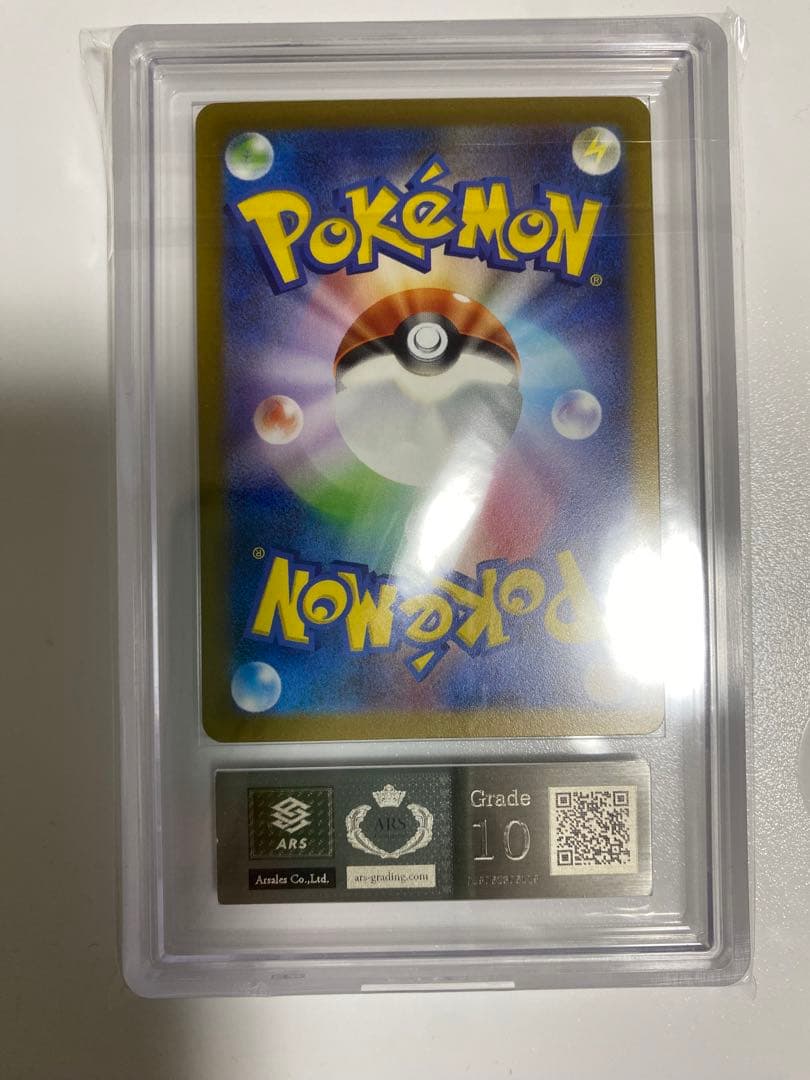 POKéMON
®
®
POKéMON
ARS
Arsales Co.,Ltd.
ARS
ars-grading.com
Grade
10